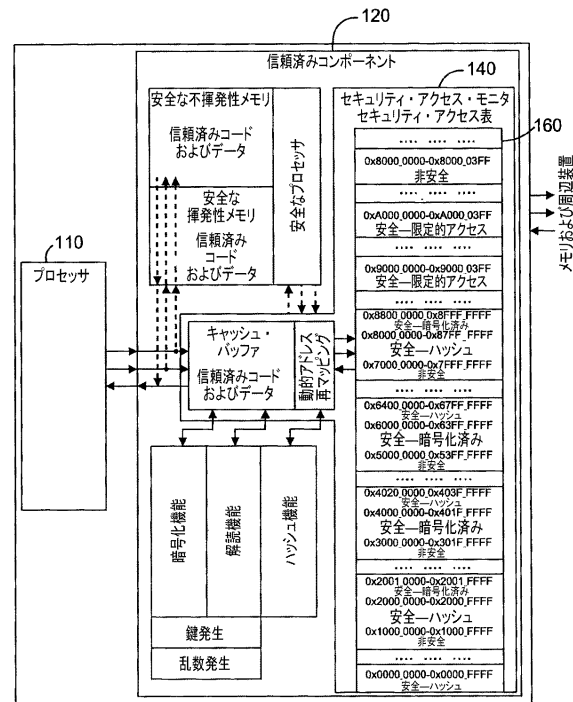 120
信頼済みコンポーネント
140
安全な不揮発性メモリ
信頼済みコード
およびデータ
安全な
揮発性メモリ
信頼済み
コード
およびデータ
安全なプロセッサ
セキュリティ・アクセス・モニタ
セキュリティ・アクセス表
160
.... .... ....
0x8000_0000-0x8000_03FF
非安全
.... .... ....
0xA000_0000-0xA000_03FF
安全―限定的アクセス
.... .... ....
0x9000_0000-0x9000_03FF
安全―限定的アクセス
.... .... ....
0x8800_0000-0x8FFF_FFFF
安全―暗号化済み
0x8000_0000-0x87FF_FFFF
安全―ハッシュ
0x7000_0000-0x7FFF_FFFF
非安全
.... .... ....
0x6400_0000-0x67FF_FFFF
安全―ハッシュ
0x6000_0000-0x63FF_FFFF
安全―暗号化済み
0x5000_0000-0x53FF_FFFF
非安全
.... .... ....
0x4020_0000-0x403F_FFFF
安全―ハッシュ
0x4000_0000-0x401F_FFFF
安全―暗号化済み
0x3000_0000-0x301F_FFFF
非安全
.... .... ....
0x2001_0000-0x2001_FFFF
安全―暗号化済み
0x2000_0000-0x2000_FFFF
安全―ハッシュ
0x1000_0000-0x1000_FFFF
非安全
.... .... ....
0x0000_0000-0x0000_FFFF
安全―ハッシュ
メモリおよび周辺装置
110
プロセッサ
キャッシュ・
バッファ
信頼済みコード
およびデータ
動的アドレス
再マッピング
暗号化機能
解読機能
ハッシュ機能
鍵発生
乱数発生